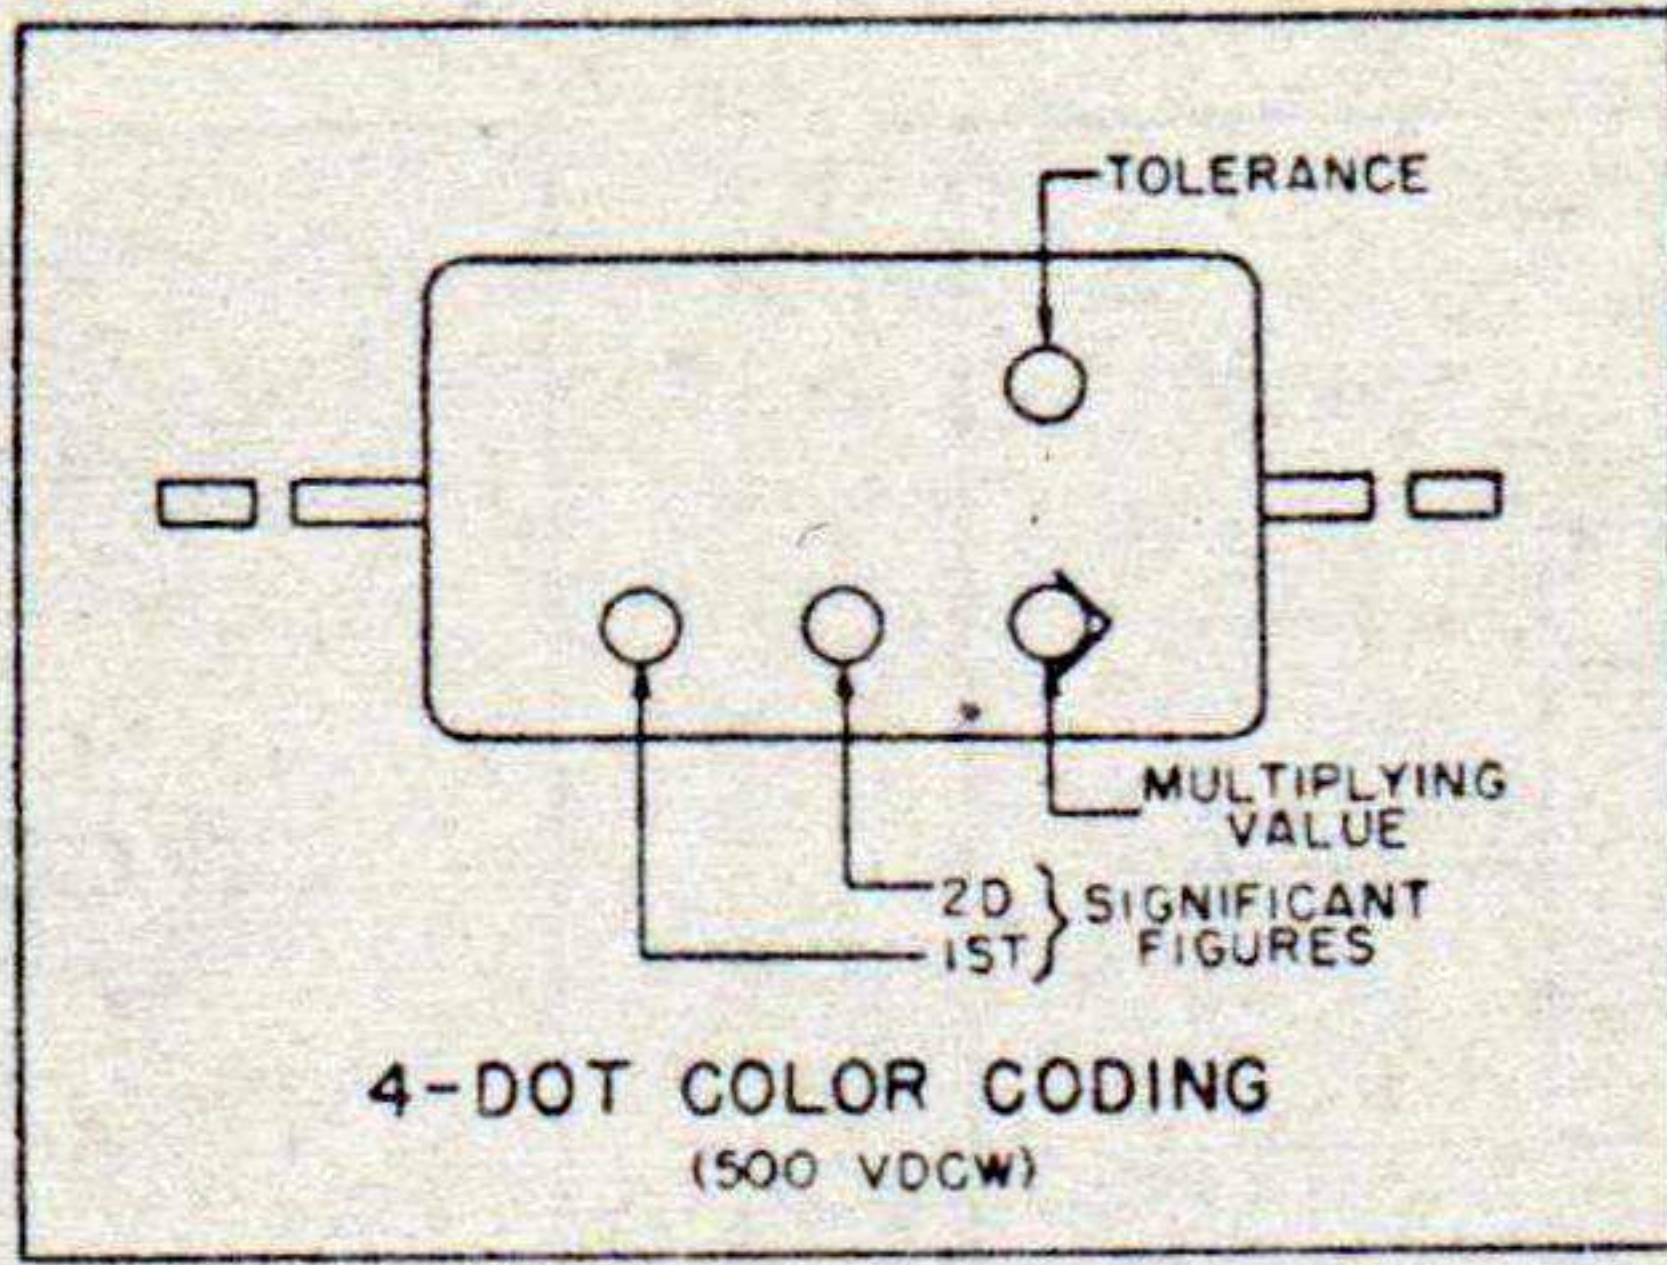 TOLERANCE
MULTIPLYING
VALUE
2D
1ST
SIGNIFICANT
FIGURES
4-DOT COLOR CODING
(500 VDCW)